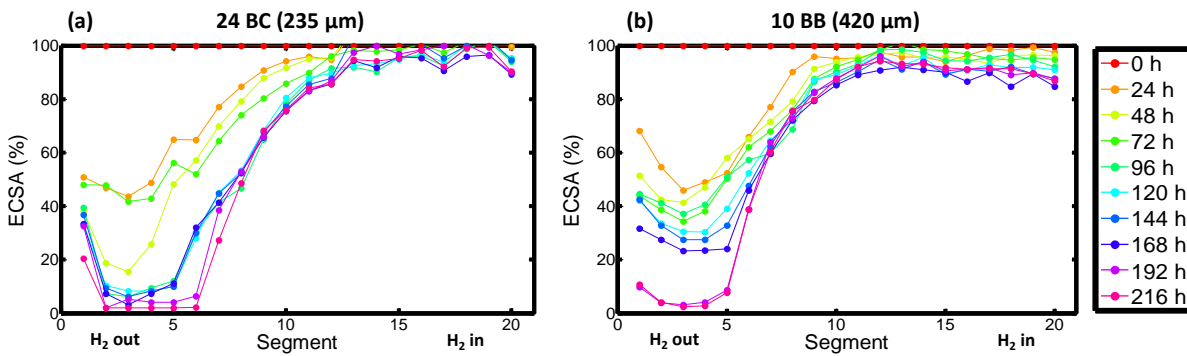 (a) 24 BC (235 µm)
(b) 10 BB (420 µm)
ECSA (%)
100
80
60
40
20
0
0 5 10 15 20
H2 out Segment H2 in
ECSA (%)
100
80
60
40
20
0
0 5 10 15 20
H2 out Segment H2 in
0 h
24 h
48 h
72 h
96 h
120 h
144 h
168 h
192 h
216 h